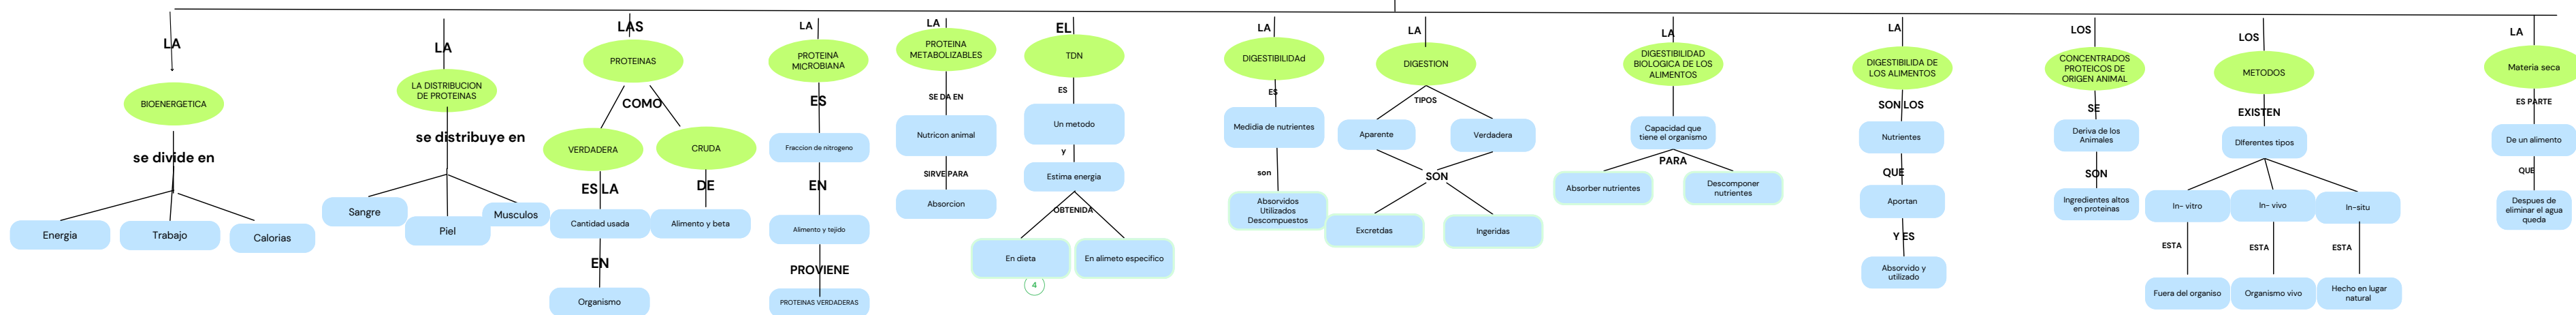 LA
BIOENERGETICA
se divide en
Energia
Trabajo
Calorias
LA
LA DISTRIBUCION
DE PROTEINAS
se distribuye en
Sangre
Piel
Musculos
LAS
PROTEINAS
COMO
VERDADERA
ES LA
Cantidad usada
EN
Organismo
CRUDA
DE
Alimento y beta
LA
PROTEINA
MICROBIANA
ES
Fraccion de nitrogeno
EN
Alimento y tejido
PROVIENE
PROTEINAS VERDADERAS
LA
PROTEINA
METABOLIZABLES
SE DA EN
Nutricon animal
SIRVE PARA
Absorcion
EL
TDN
ES
Un metodo
y
Estima energia
OBTENIDA
En dieta
En alimeto especifico
4
LA
DIGESTIBILIDAd
ES
Medidia de nutrientes
son
Absorvidos
Utilizados
Descompuestos
LA
DIGESTION
TIPOS
Aparente
Verdadera
SON
Excretdas
Ingeridas
LA
DIGESTIBILIDAD
BIOLOGICA DE LOS
ALIMENTOS
Capacidad que
tiene el organismo
PARA
Absorber nutrientes
Descomponer
nutrientes
LA
DIGESTIBILIDA DE
LOS ALIMENTOS
SON LOS
Nutrientes
QUE
Aportan
Y ES
Absorvido y
utilizado
LOS
CONCENTRADOS
PROTEICOS DE
ORIGEN ANIMAL
SE
Deriva de los
Animales
SON
Ingredientes altos
en proteinas
LOS
METODOS
EXISTEN
DIferentes tipos
In- vitro
In- vivo
In-situ
ESTA
ESTA
ESTA
Fuera del organiso
Organismo vivo
Hecho en lugar
natural
LA
Materia seca
ES PARTE
De un alimento
QUE
Despues de
eliminar el agua
queda